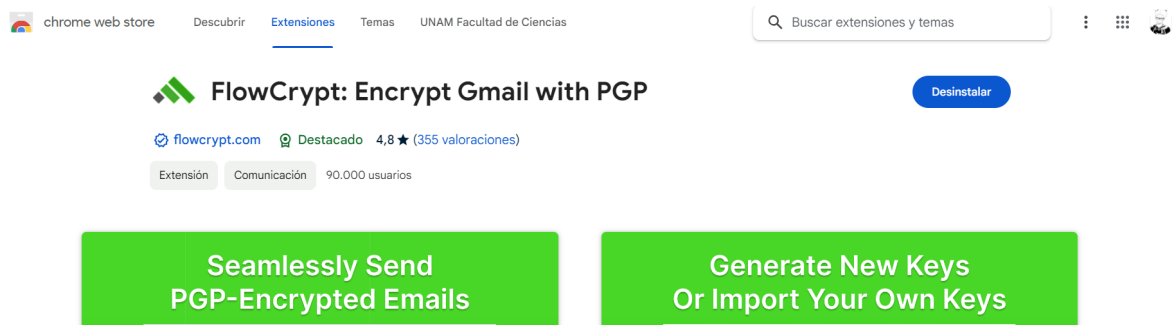 chrome web store Descubrir Extensiones Temas UNAM Facultad de Ciencias Buscar extensiones y temas
FlowCrypt: Encrypt Gmail with PGP Desinstalar
flowcrypt.com Destacado 4,8 ★ (355 valoraciones)
Extensión Comunicación 90.000 usuarios
Seamlessly Send
PGP-Encrypted Emails
Generate New Keys
Or Import Your Own Keys